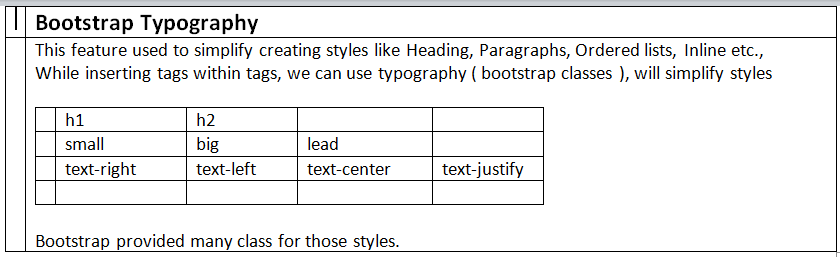 Bootstrap Typography
This feature used to simplify creating styles like Heading, Paragraphs, Ordered lists, Inline etc.,
While inserting tags within tags, we can use typography ( bootstrap classes ), will simplify styles
h1 h2
small big lead
text-right text-left text-center text-justify
Bootstrap provided many class for those styles.